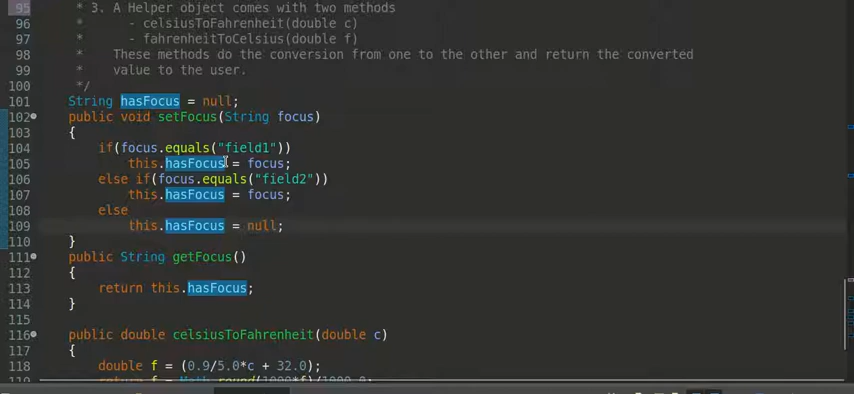 95 * 3. A Helper object comes with two methods
96 * - celsiusToFahrenheit(double c)
97 * - fahrenheitToCelsius(double f)
98 * These methods do the conversion from one to the other and return the converted
99 * value to the user.
100 */
101 String hasFocus = null;
102 public void setFocus(String focus)
103 {
104 if(focus.equals("field1"))
105 this.hasFocus = focus;
106 else if(focus.equals("field2"))
107 this.hasFocus = focus;
108 else
109 this.hasFocus = null;
110 }
111 public String getFocus()
112 {
113 return this.hasFocus;
114 }
115
116 public double celsiusToFahrenheit(double c)
117 {
118 double f = (0.9/5.0*c + 32.0);